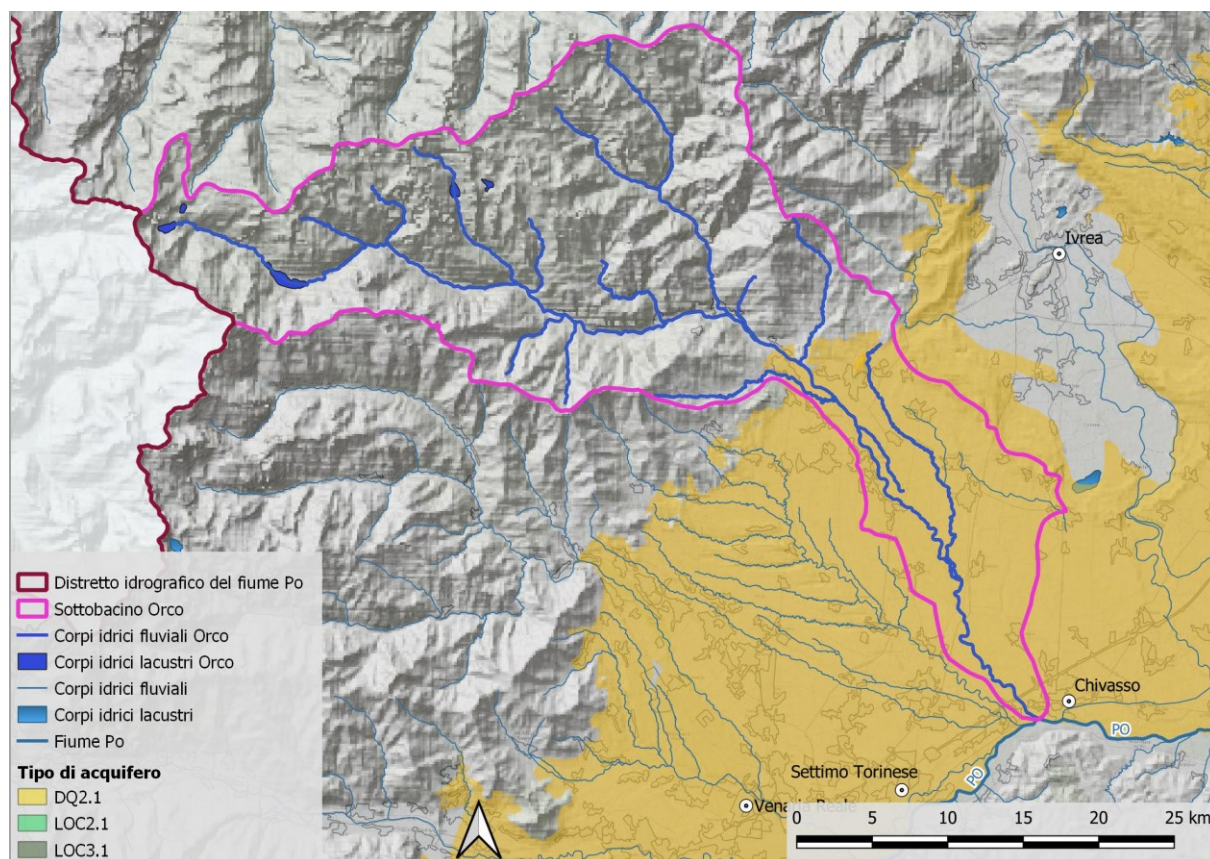 Ivrea
Chivasso
PO
PO
Settimo Torinese
Venaria Reale
Distretto idrografico del fiume Po
Sottobacino Orco
Corpi idrici fluviali Orco
Corpi idrici lacustri Orco
Corpi idrici fluviali
Corpi idrici lacustri
Fiume Po
Tipo di acquifero
DQ2.1
LOC2.1
LOC3.1
0 5 10 15 20 25 km